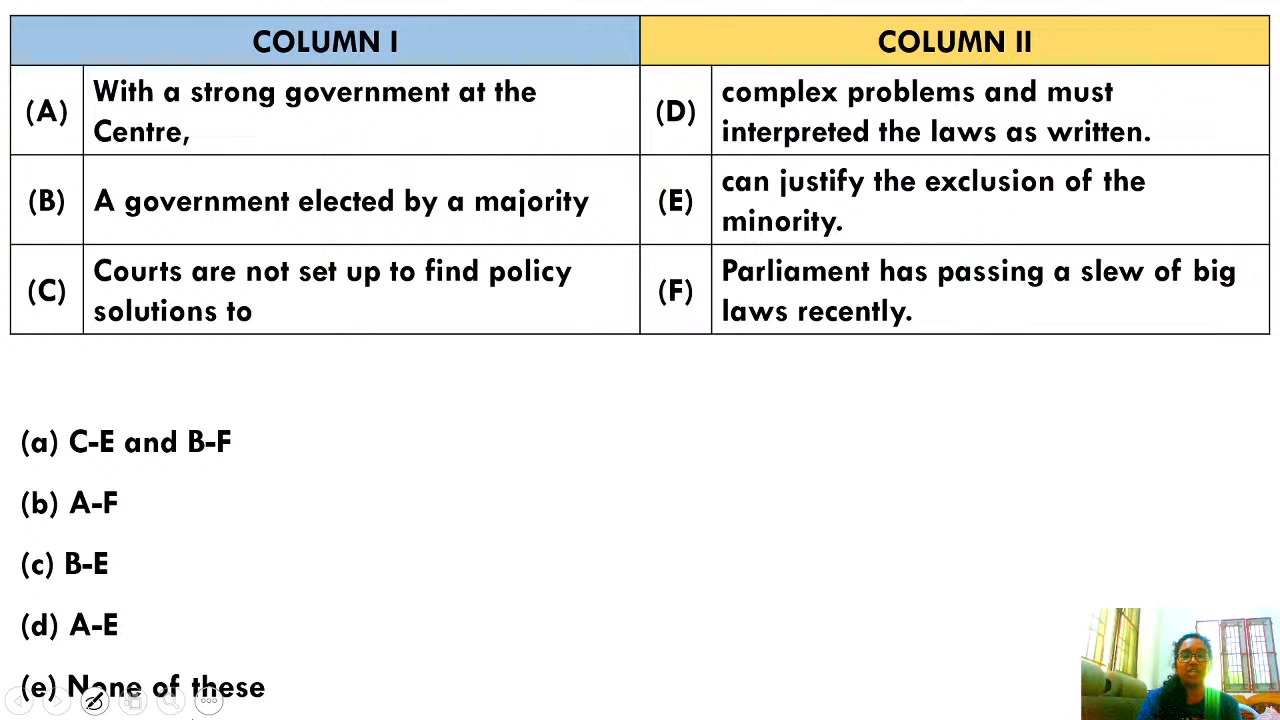 COLUMN I
COLUMN II
(A)
With a strong government at the
Centre,
(D)
complex problems and must
interpreted the laws as written.
(B)
A government elected by a majority
(E)
can justify the exclusion of the
minority.
(C)
Courts are not set up to find policy
solutions to
(F)
Parliament has passing a slew of big
laws recently.
(a) C-E and B-F
(b) A-F
(c) B-E
(d) A-E
(e) None of these